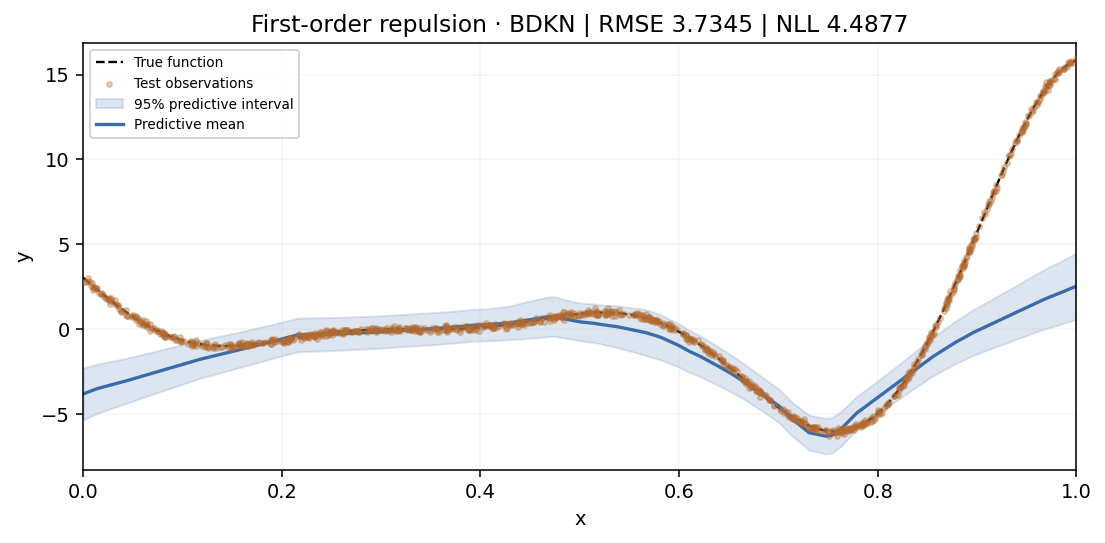 First-order repulsion · BDKN | RMSE 3.7345 | NLL 4.4877
True function
Test observations
95% predictive interval
Predictive mean
15
10
5
0
−5
y
0.0 0.2 0.4 0.6 0.8 1.0
x